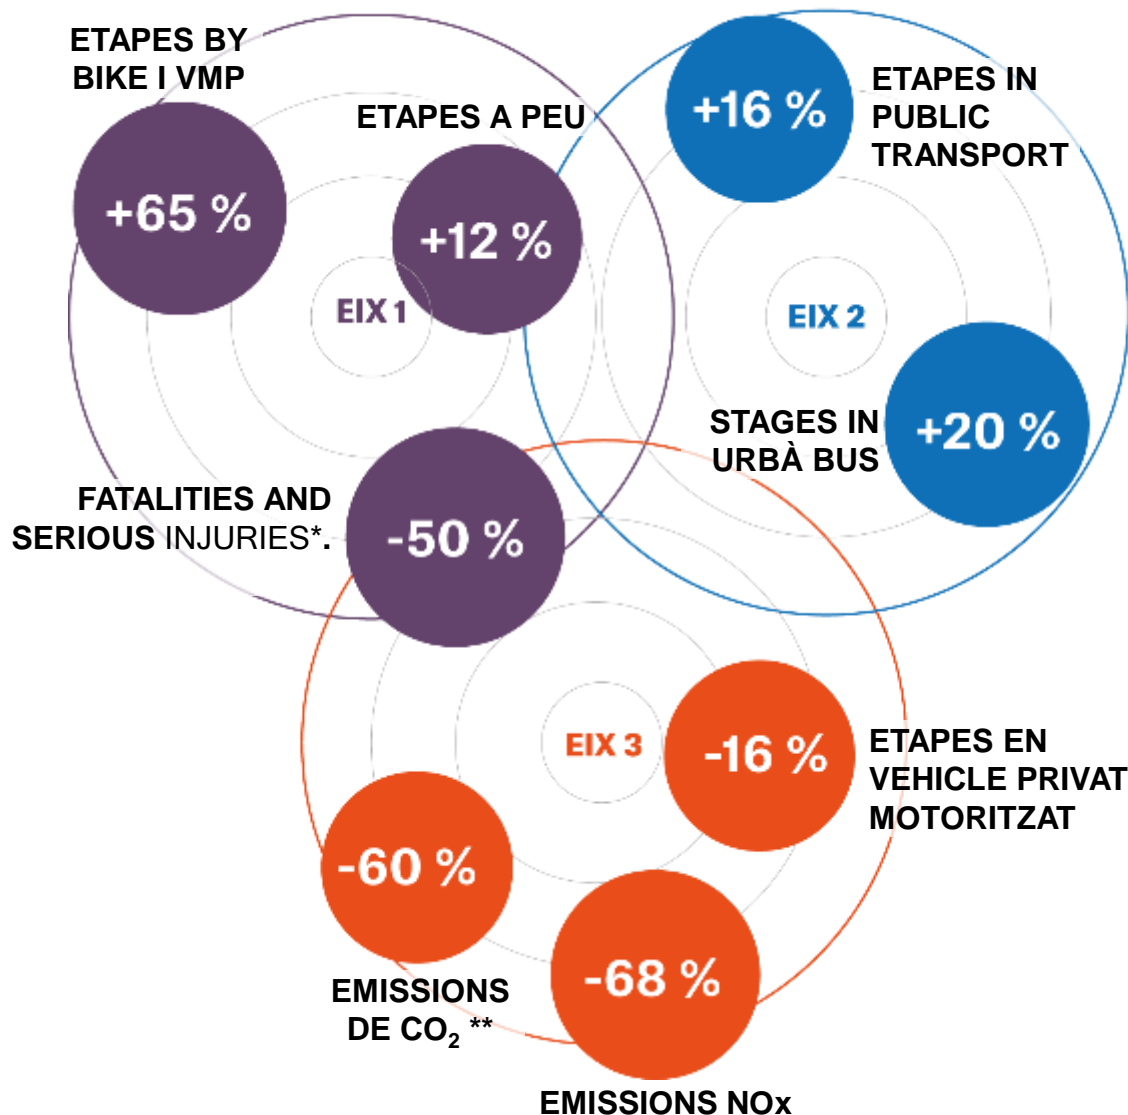 ETAPES BY
BIKE I VMP
+65 %
ETAPES A PEU
+12 %
EIX 1
+16 %
ETAPES IN
PUBLIC
TRANSPORT
EIX 2
STAGES IN
URBÀ BUS
+20 %
FATALITIES AND
SERIOUS INJURIES*.
-50 %
EIX 3
-16 %
ETAPES EN
VEHICLE PRIVAT
MOTORITZAT
-60 %
EMISSIONS
DE CO₂ **
-68 %
EMISSIONS NOx